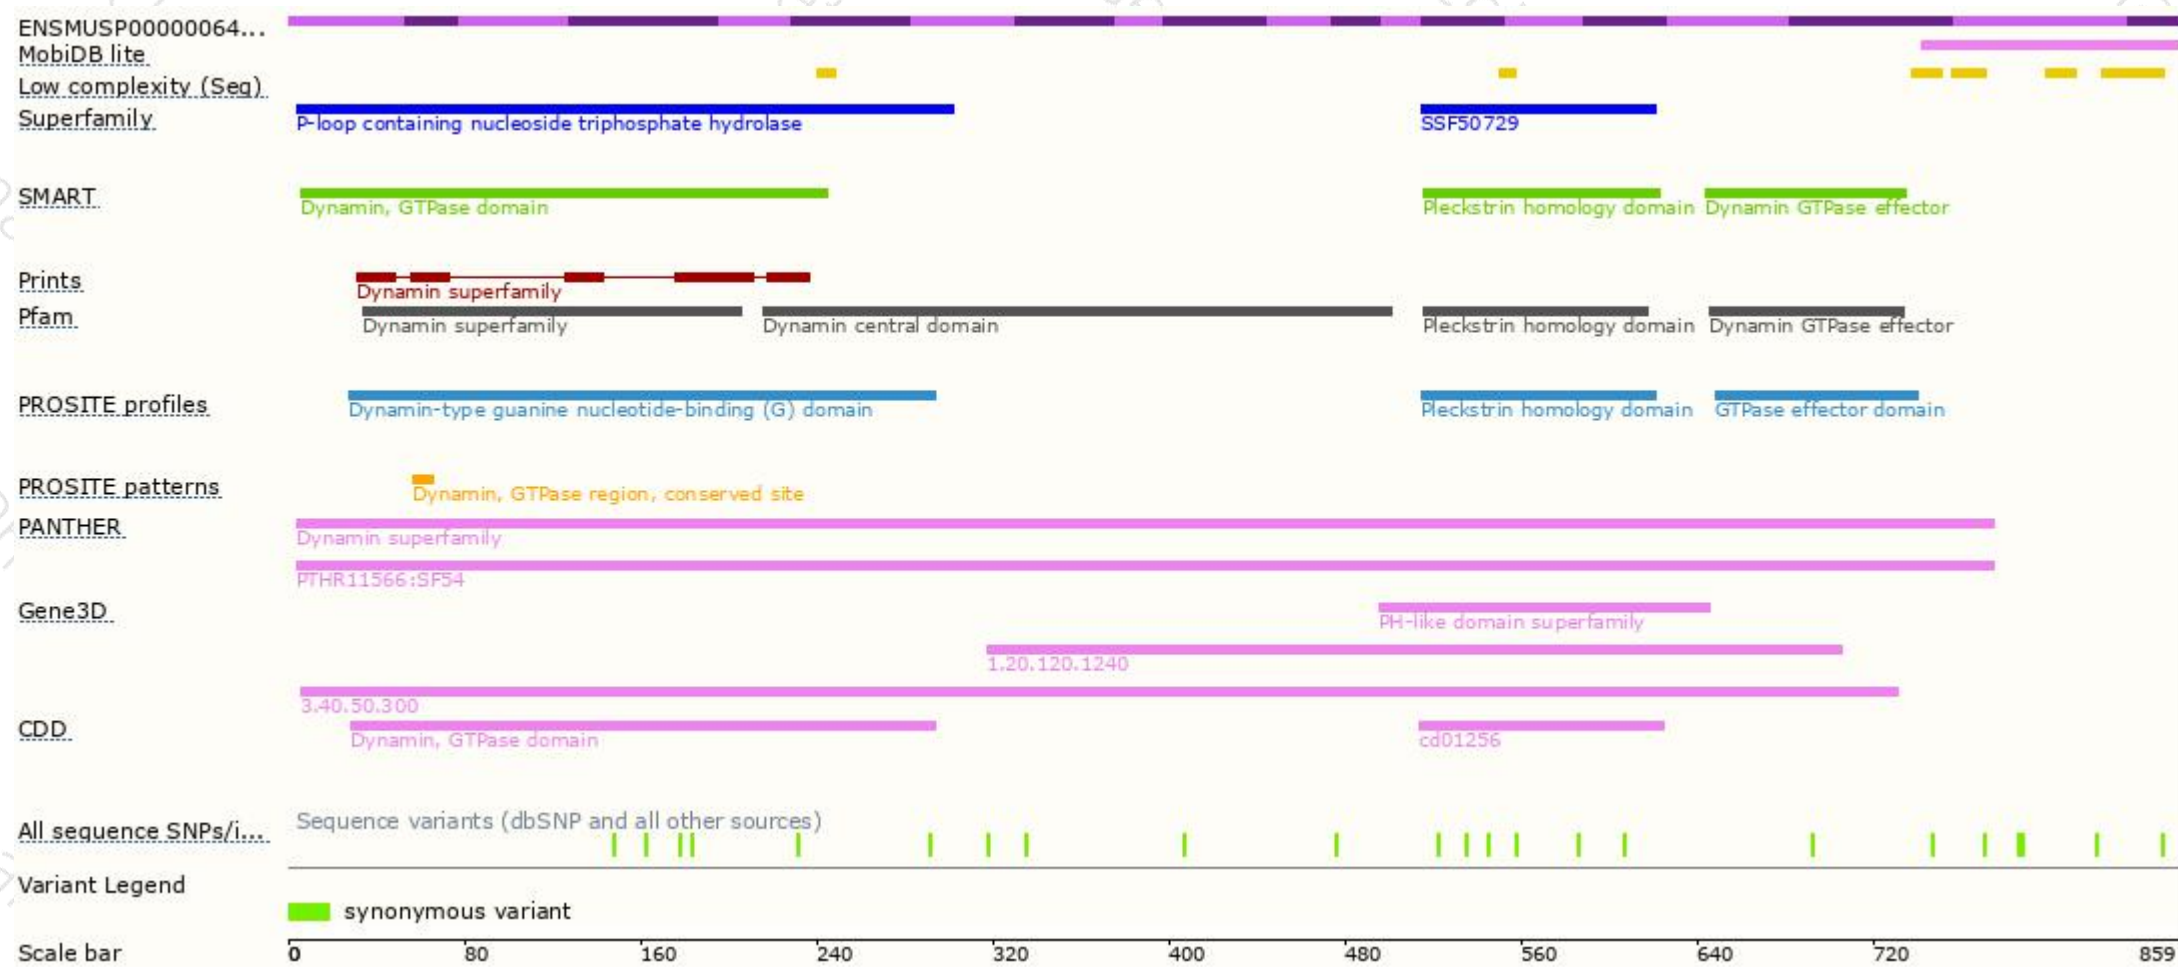 ENSMUSP00000064...
MobiDB lite
Low complexity (Seg)
Superfamily
P-loop containing nucleoside triphosphate hydrolase SSF50729
SMART
Dynamin, GTPase domain Pleckstrin homology domain Dynamin GTPase effector
Prints
Dynamin superfamily
Pfam
Dynamin superfamily Dynamin central domain Pleckstrin homology domain Dynamin GTPase effector
PROSITE profiles
Dynamin-type guanine nucleotide-binding (G) domain Pleckstrin homology domain GTPase effector domain
PROSITE patterns
Dynamin, GTPase region, conserved site
PANTHER
Dynamin superfamily
PTHR11566:SF54
Gene3D
PH-like domain superfamily
1.20.120.1240
3.40.50.300
CDD
Dynamin, GTPase domain cd01256
Sequence variants (dbSNP and all other sources)
All sequence SNPs/i...
Variant Legend
synonymous variant
Scale bar 0 80 160 240 320 400 480 560 640 720 859